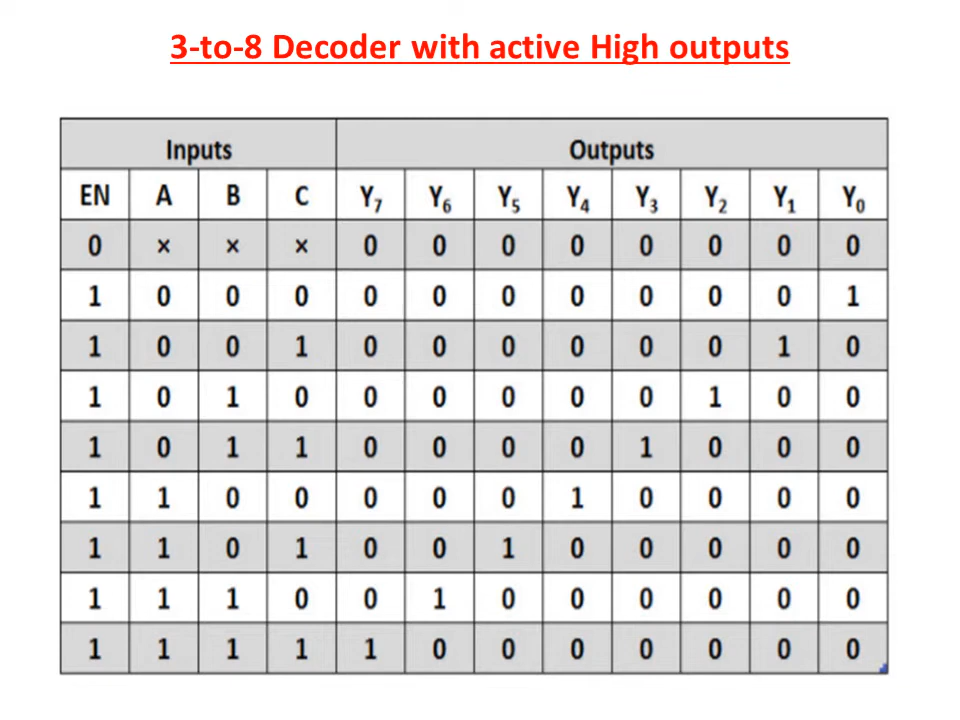 3-to-8 Decoder with active High outputs
Inputs Outputs
EN A B C Y₇ Y₆ Y₅ Y₄ Y₃ Y₂ Y₁ Y₀
0 × × × 0 0 0 0 0 0 0 0
1 0 0 0 0 0 0 0 0 0 0 1
1 0 0 1 0 0 0 0 0 0 1 0
1 0 1 0 0 0 0 0 0 1 0 0
1 0 1 1 0 0 0 0 1 0 0 0
1 1 0 0 0 0 0 1 0 0 0 0
1 1 0 1 0 0 1 0 0 0 0 0
1 1 1 0 0 1 0 0 0 0 0 0
1 1 1 1 1 0 0 0 0 0 0 0